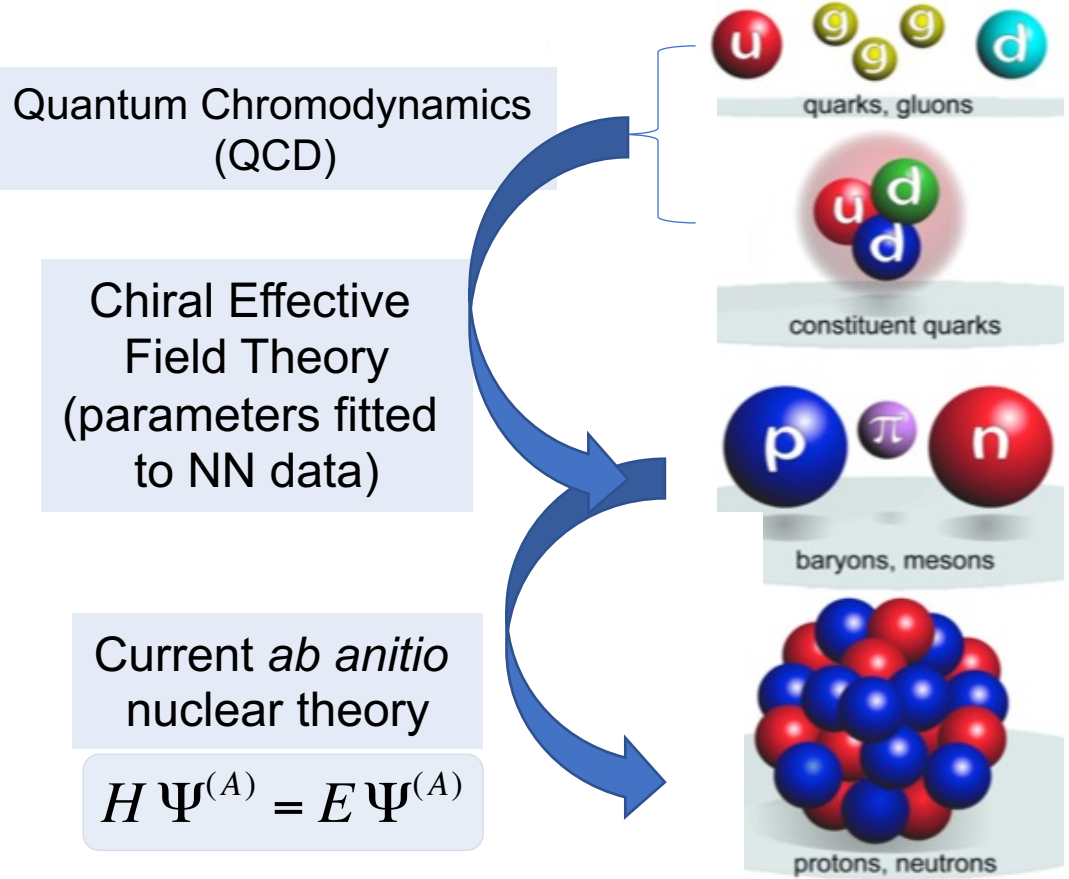 Quantum Chromodynamics
(QCD)
u g g g d
quarks, gluons
u d d
constituent quarks
Chiral Effective
Field Theory
(parameters fitted
to NN data)
p π n
baryons, mesons
Current ab anitio
nuclear theory
H Ψ^(A) = E Ψ^(A)
protons, neutrons